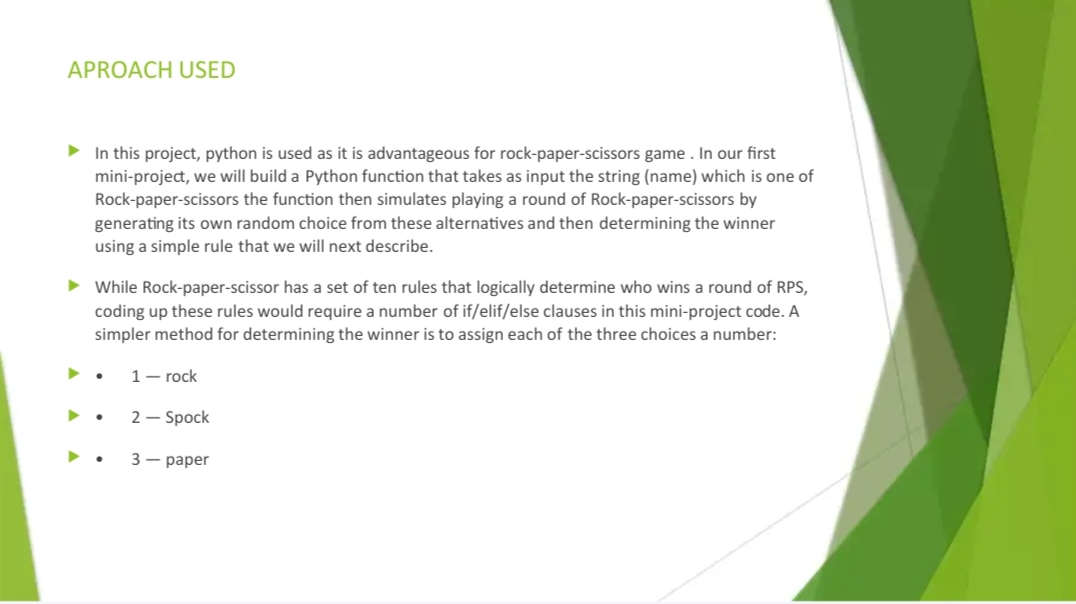 APROACH USED
In this project, python is used as it is advantageous for rock-paper-scissors game . In our first
mini-project, we will build a Python function that takes as input the string (name) which is one of
Rock-paper-scissors the function then simulates playing a round of Rock-paper-scissors by
generating its own random choice from these alternatives and then determining the winner
using a simple rule that we will next describe.
While Rock-paper-scissor has a set of ten rules that logically determine who wins a round of RPS,
coding up these rules would require a number of if/elif/else clauses in this mini-project code. A
simpler method for determining the winner is to assign each of the three choices a number:
• 1 — rock
• 2 — Spock
• 3 — paper